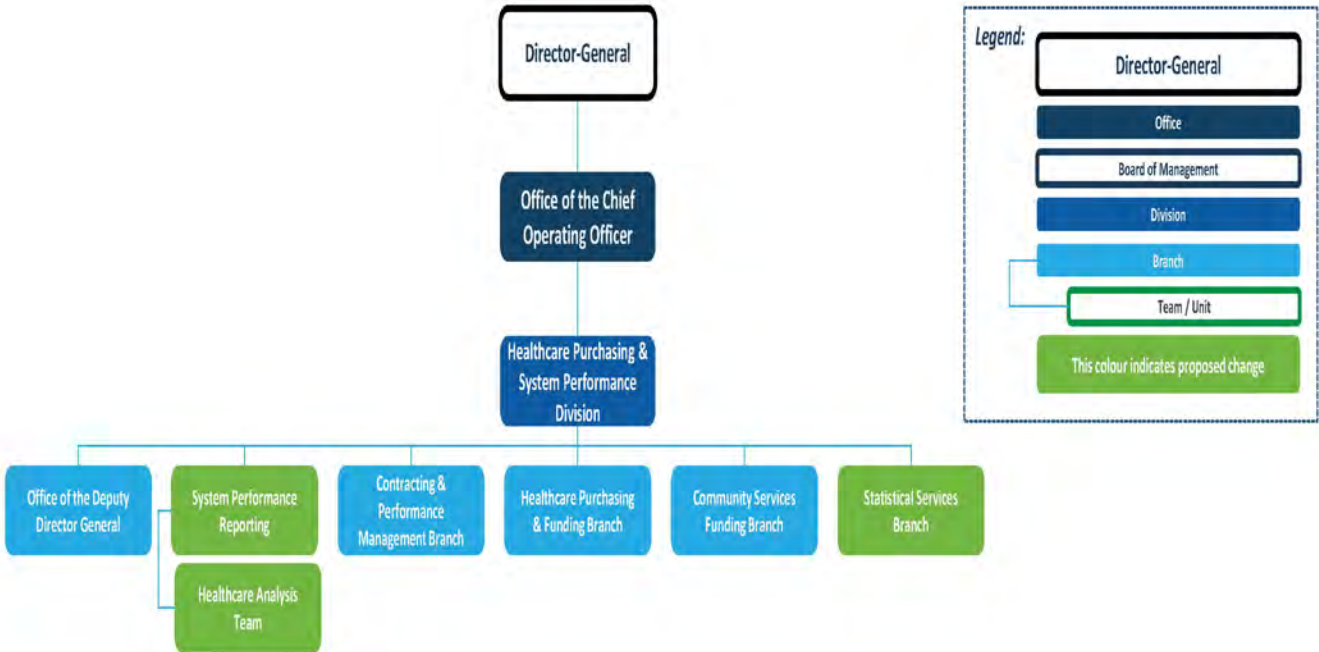 Director-General
Office of the Chief
Operating Officer
Healthcare Purchasing &
System Performance
Division
Office of the Deputy
Director General
System Performance
Reporting
Contracting &
Performance
Management Branch
Healthcare Purchasing
& Funding Branch
Community Services
Funding Branch
Statistical Services
Branch
Healthcare Analysis
Team
Legend:
Director-General
Office
Board of Management
Division
Branch
Team / Unit
This colour indicates proposed change